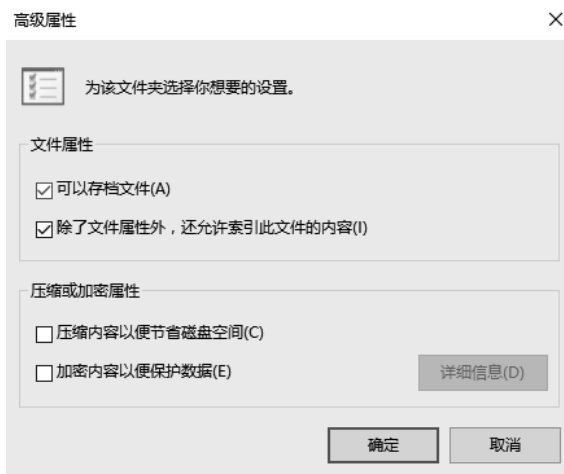 高级属性
为该文件夹选择你想要的设置。
文件属性
可以存档文件(A)
除了文件属性外，还允许索引此文件的内容(I)
压缩或加密属性
压缩内容以便节省磁盘空间(C)
加密内容以便保护数据(E)
详细信息(D)
确定
取消